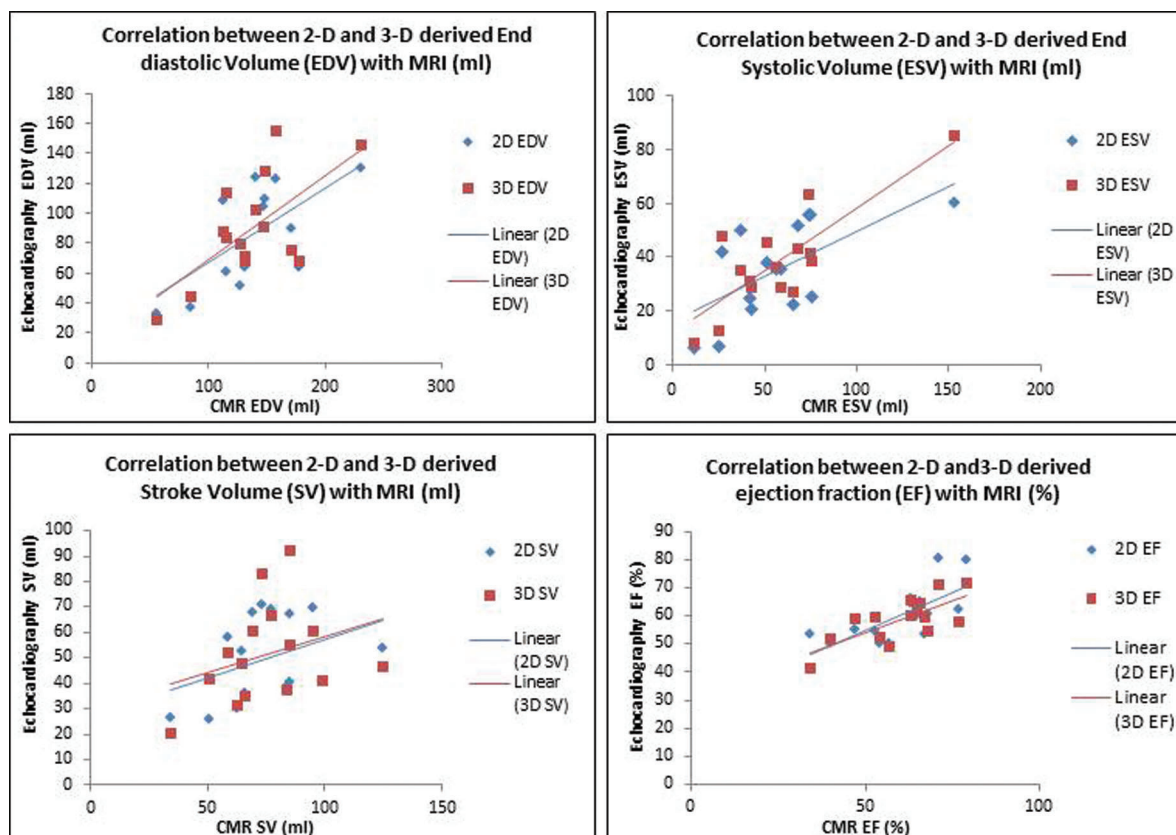 Correlation between 2-D and 3-D derived End
diastolic Volume (EDV) with MRI (ml)
Echocardiography EDV (ml)
180
160
140
120
100
80
60
40
20
0
0
100
200
300
CMR EDV (ml)
2D EDV
3D EDV
Linear (2D
EDV)
Linear (3D
EDV)
Correlation between 2-D and 3-D derived End
Systolic Volume (ESV) with MRI (ml)
Echocardiography ESV (ml)
100
80
60
40
20
0
0
50
100
150
200
CMR ESV (ml)
2D ESV
3D ESV
Linear (2D
ESV)
Linear (3D
ESV)
Correlation between 2-D and 3-D derived
Stroke Volume (SV) with MRI (ml)
Echocardiography SV (ml)
100
90
80
70
60
50
40
30
20
10
0
0
50
100
150
CMR SV (ml)
2D SV
3D SV
Linear
(2D SV)
Linear
(3D SV)
Correlation between 2-D and3-D derived
ejection fraction (EF) with MRI (%)
Echocardiography EF (%)
90
80
70
60
50
40
30
20
10
0
0
50
100
CMR EF (%)
2D EF
3D EF
Linear
(2D EF)
Linear
(3D EF)